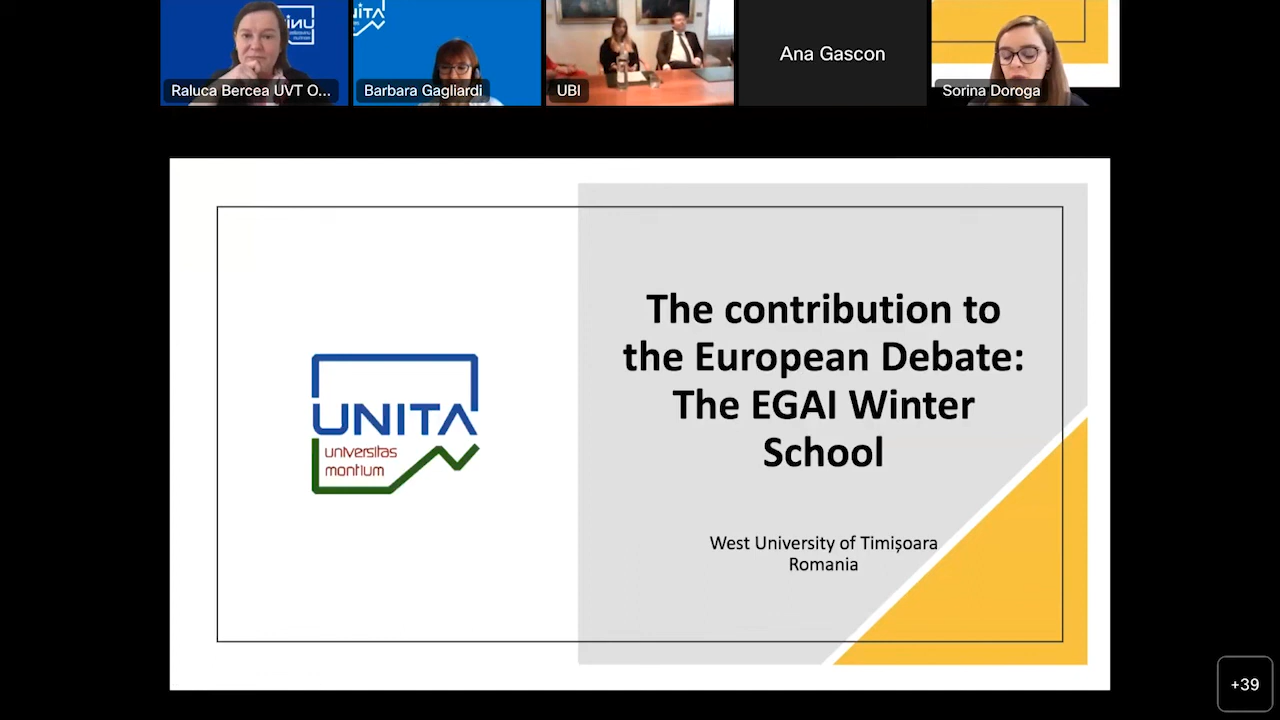 UNITA
Raluca Bercea UVT O...
Barbara Gagliardi
UBI
Ana Gascon
Sorina Doroga
The contribution to
the European Debate:
The EGAI Winter
School
UNITA
universitas
montium
West University of Timișoara
Romania
+39